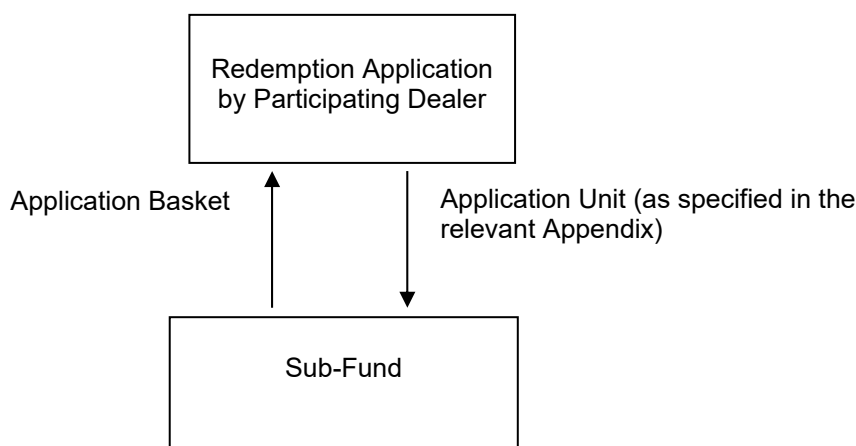 Redemption Application
by Participating Dealer
Application Basket
Application Unit (as specified in the
relevant Appendix)
Sub-Fund